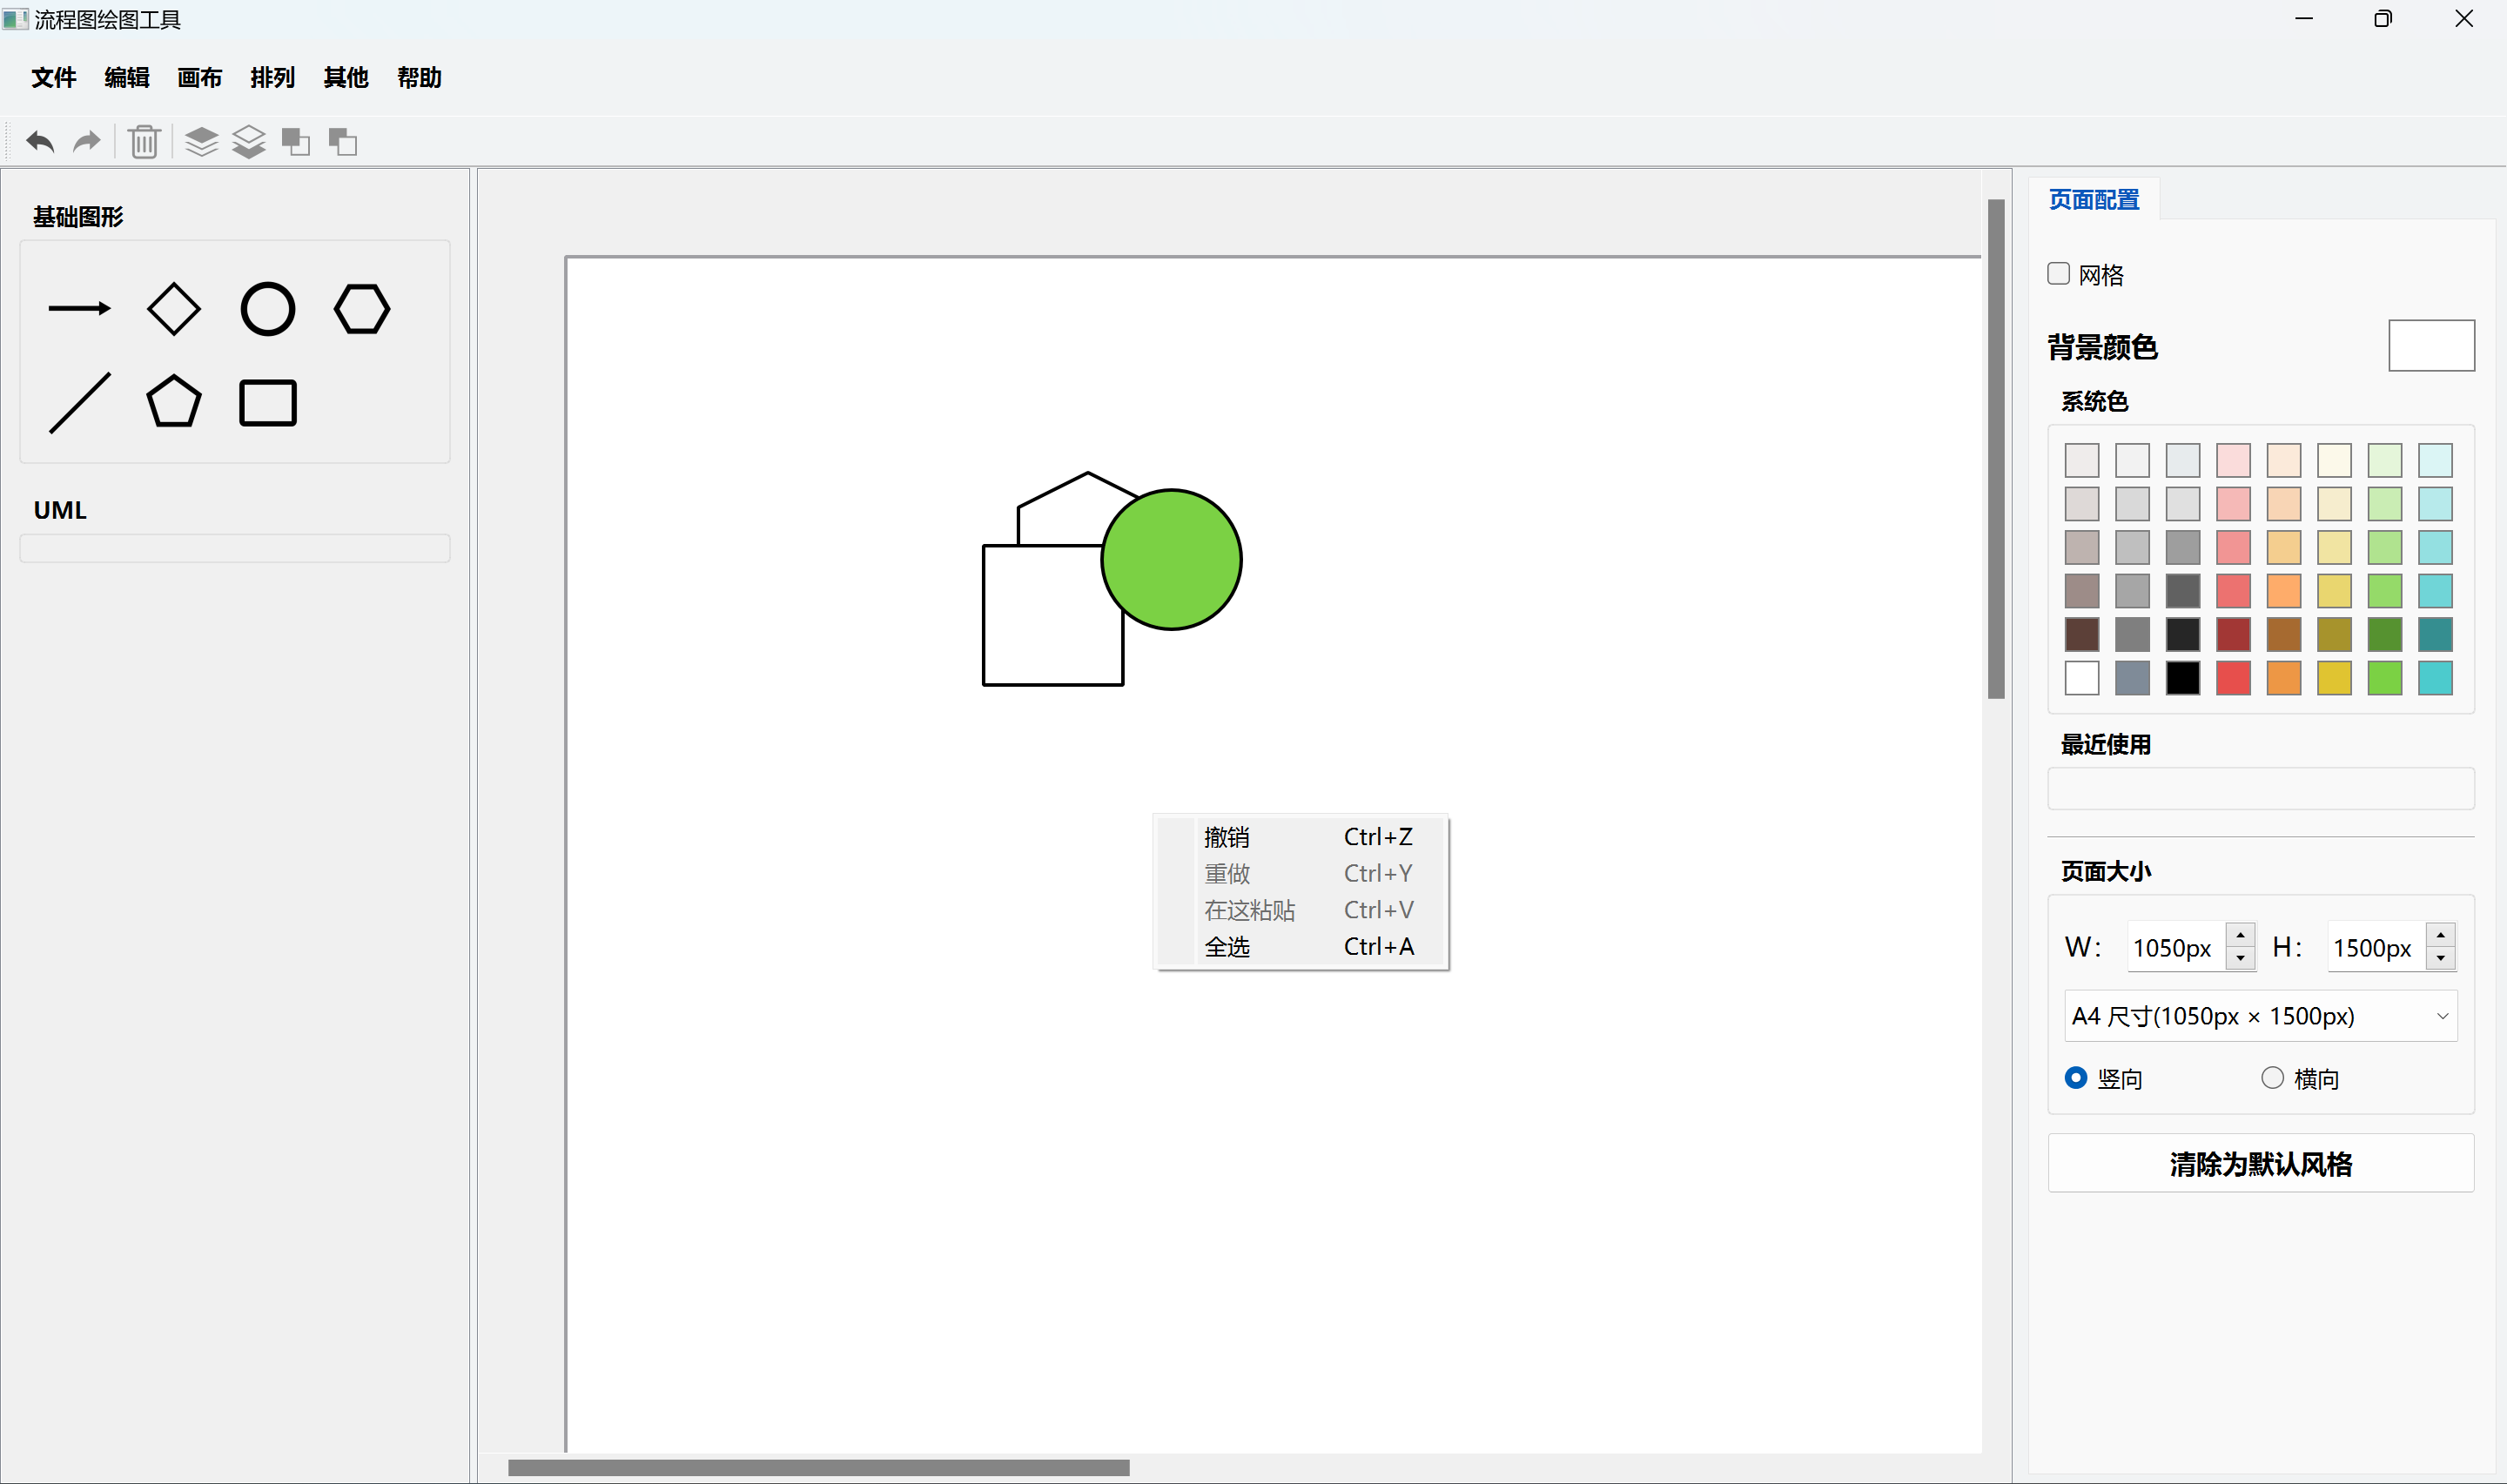 流程图绘图工具
文件 编辑 画布 排列 其他 帮助
基础图形
UML
撤销 Ctrl+Z
重做 Ctrl+Y
在这粘贴 Ctrl+V
全选 Ctrl+A
页面配置
网格
背景颜色
系统色
最近使用
页面大小
W: 1050px H: 1500px
A4 尺寸(1050px × 1500px)
竖向 横向
清除为默认风格